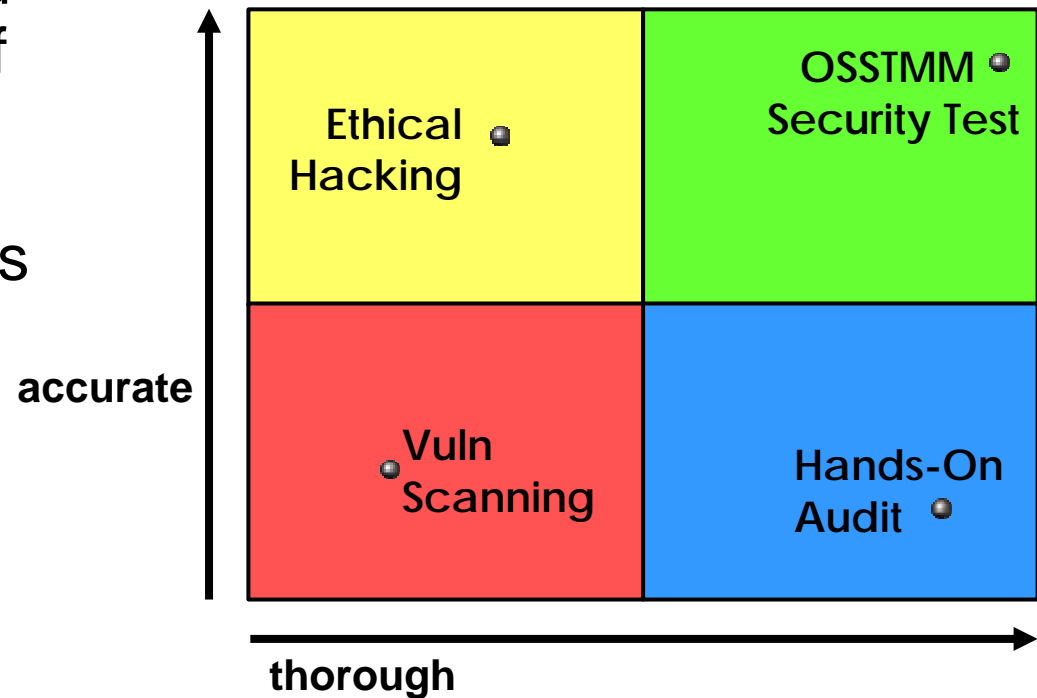 f
s
Ethical
Hacking
OSSTMM
Security Test
accurate
Vuln
Scanning
Hands-On
Audit
thorough